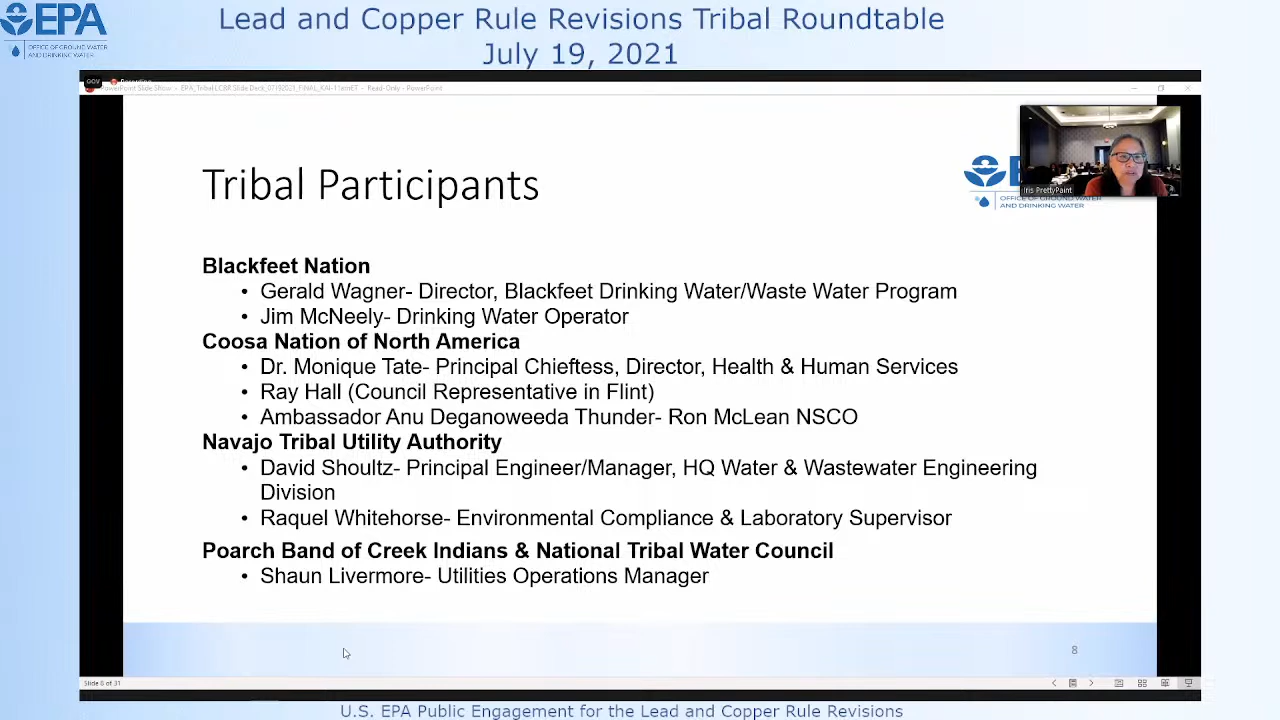 EPA
OFFICE OF GROUND WATER
AND DRINKING WATER
Lead and Copper Rule Revisions Tribal Roundtable
July 19, 2021
GOV
Recording
PowerPoint Slide Show - EPA_Tribal LCRR Slide Deck_07192021_FINAL_KAI-11amET - Read-Only - PowerPoint
Tribal Participants
Iris PrettyPaint
OFFICE OF GROUND WATER
AND DRINKING WATER
Blackfeet Nation
• Gerald Wagner- Director, Blackfeet Drinking Water/Waste Water Program
• Jim McNeely- Drinking Water Operator
Coosa Nation of North America
• Dr. Monique Tate- Principal Chieftess, Director, Health & Human Services
• Ray Hall (Council Representative in Flint)
• Ambassador Anu Deganoweeda Thunder- Ron McLean NSCO
Navajo Tribal Utility Authority
• David Shoultz- Principal Engineer/Manager, HQ Water & Wastewater Engineering
Division
• Raquel Whitehorse- Environmental Compliance & Laboratory Supervisor
Poarch Band of Creek Indians & National Tribal Water Council
• Shaun Livermore- Utilities Operations Manager
8
Slide 8 of 31
U.S. EPA Public Engagement for the Lead and Copper Rule Revisions